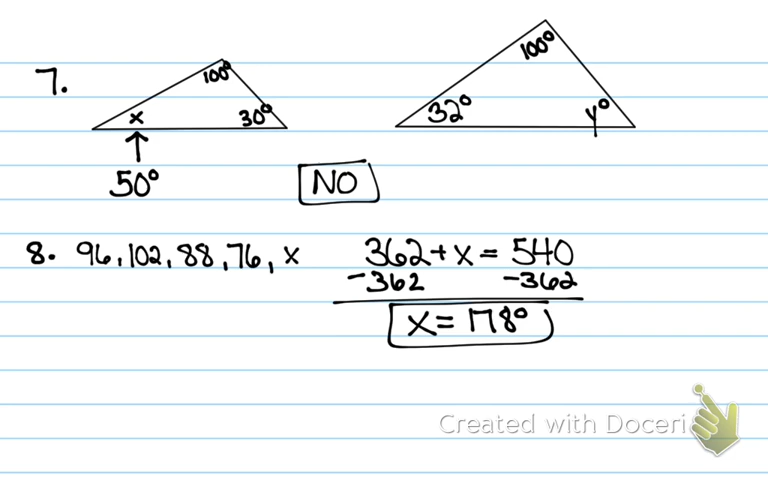 7. 100° x 30° 100° 32° y°
50° NO
8. 96, 102, 88, 76, x 362 + x = 540
-362 -362
x = 178°
Created with Doceri